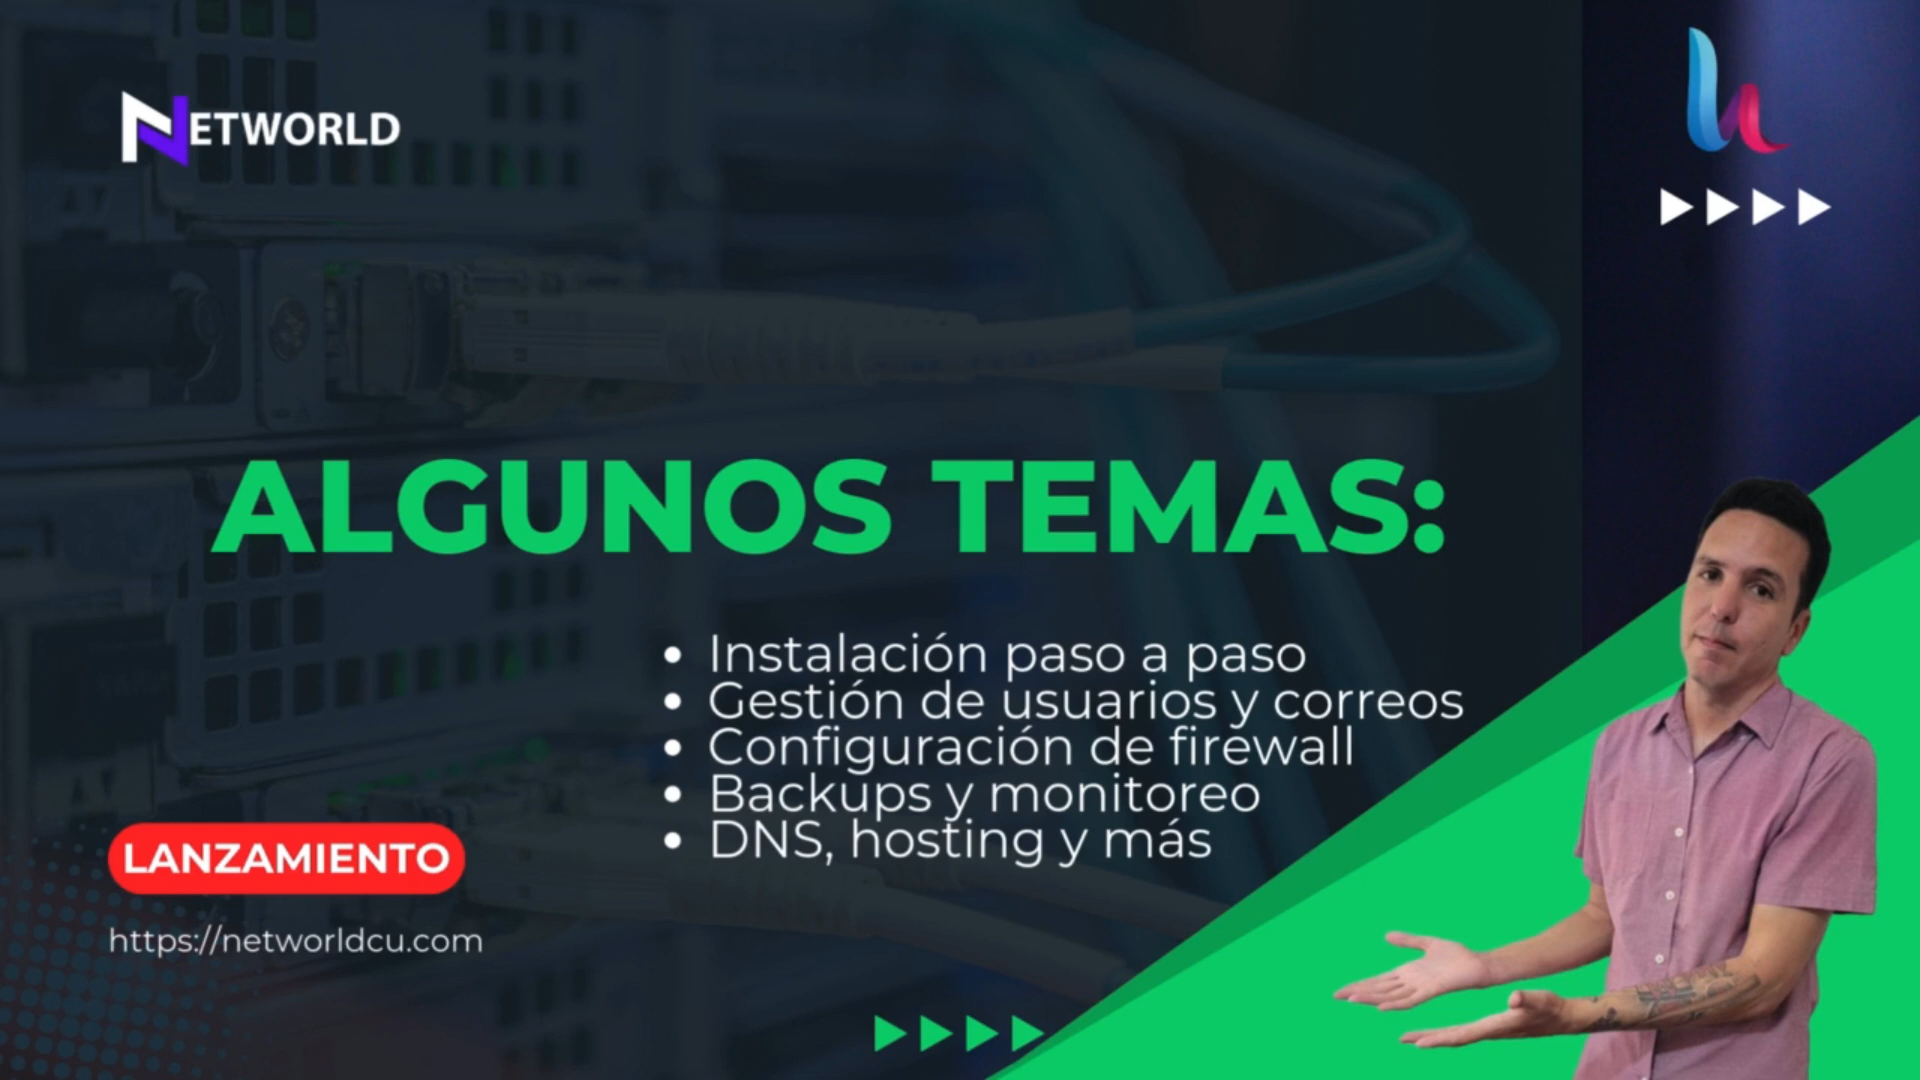 NETWORLD
ALGUNOS TEMAS:
• Instalación paso a paso
• Gestión de usuarios y correos
• Configuración de firewall
• Backups y monitoreo
• DNS, hosting y más
LANZAMIENTO
https://networldcu.com